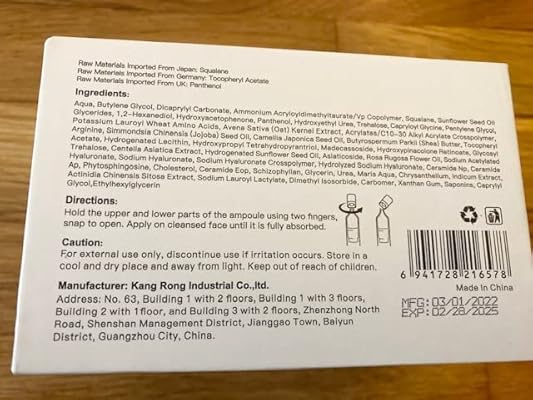 Raw Materials Imported From Japan: Squalane
Raw Materials Imported From Germany: Tocopheryl Acetate
Raw Materials Imported From UK: Panthenol
Ingredients:
Aqua, Butylene Glycol, Dicaprylyl Carbonate, Ammonium Acryloyldimethyltaurate/Vp Copolymer, Squalane, Sunflower Seed Oil
Glycerides, 1,2-Hexanediol, Hydroxyacetophenone, Panthenol, Hydroxyethyl Urea, Trehalose, Capryloyl Glycine, Pentylene Glycol,
Potassium Lauroyl Wheat Amino Acids, Avena Sativa (Oat) Kernel Extract, Acrylates/C10-30 Alkyl Acrylate Crosspolymer,
Arginine, Simmondsia Chinensis (Jojoba) Seed Oil, Camellia Japonica Seed Oil, Butyrospermum Parkii (Shea) Butter, Tocopheryl
Acetate, Hydrogenated Lecithin, Hydroxypropyl Tetrahydropyrantriol, Madecassoside, Hydroxypinacolone Retinoate, Glycosyl
Trehalose, Centella Asiatica Extract, Hydrogenated Sunflower Seed Oil, Asiaticoside, Rosa Rugosa Flower Oil, Sodium Acetylated
Hyaluronate, Sodium Hyaluronate, Sodium Hyaluronate Crosspolymer, Hydrolyzed Sodium Hyaluronate, Ceramide Np, Ceramide
Ap, Phytosphingosine, Cholesterol, Ceramide Eop, Schizophyllan, Glycerin, Urea, Maris Aqua, Chrysanthellum Indicum Extract,
Actinidia Chinensis Extract, Sodium Lauroyl Lactylate, Dimethyl Isosorbide, Carbomer, Xanthan Gum, Saponins, Caprylyl
Glycol,Ethylhexylglycerin
Directions:
Hold the upper and lower parts of the ampoule using two fingers,
snap to open. Apply on cleansed face until it is fully absorbed.
Caution:
For external use only, discontinue use if irritation occurs. Store in a
cool and dry place and away from light. Keep out of reach of children.
Manufacturer: Kang Rong Industrial Co.,ltd.
Address: No. 63, Building 1 with 2 floors, Building 1 with 3 floors,
Building 2 with 1floor, and Building 3 with 2 floors, Zhenzhong North
Road, Shenshan Management District, Jianggao Town, Baiyun
District, Guangzhou City, China.
6 941728 216578
Made In China
MFG: 03/01/2022
EXP: 02/28/2025